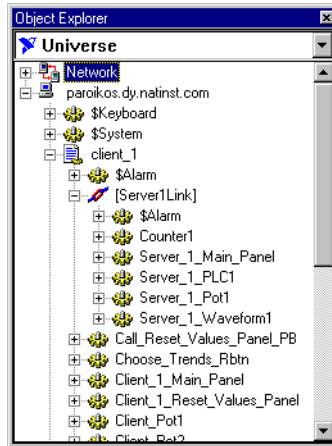 Object Explorer
Universe
Network
paroikos.dy.natinst.com
$Keyboard
$System
client_1
$Alarm
[Server1Link]
$Alarm
Counter1
Server_1_Main_Panel
Server_1_PLC1
Server_1_Pot1
Server_1_Waveform1
Call_Reset_Values_Panel_PB
Choose_Trends_Rbtn
Client_1_Main_Panel
Client_1_Reset_Values_Panel
Client_Pot1
Client_Pot2